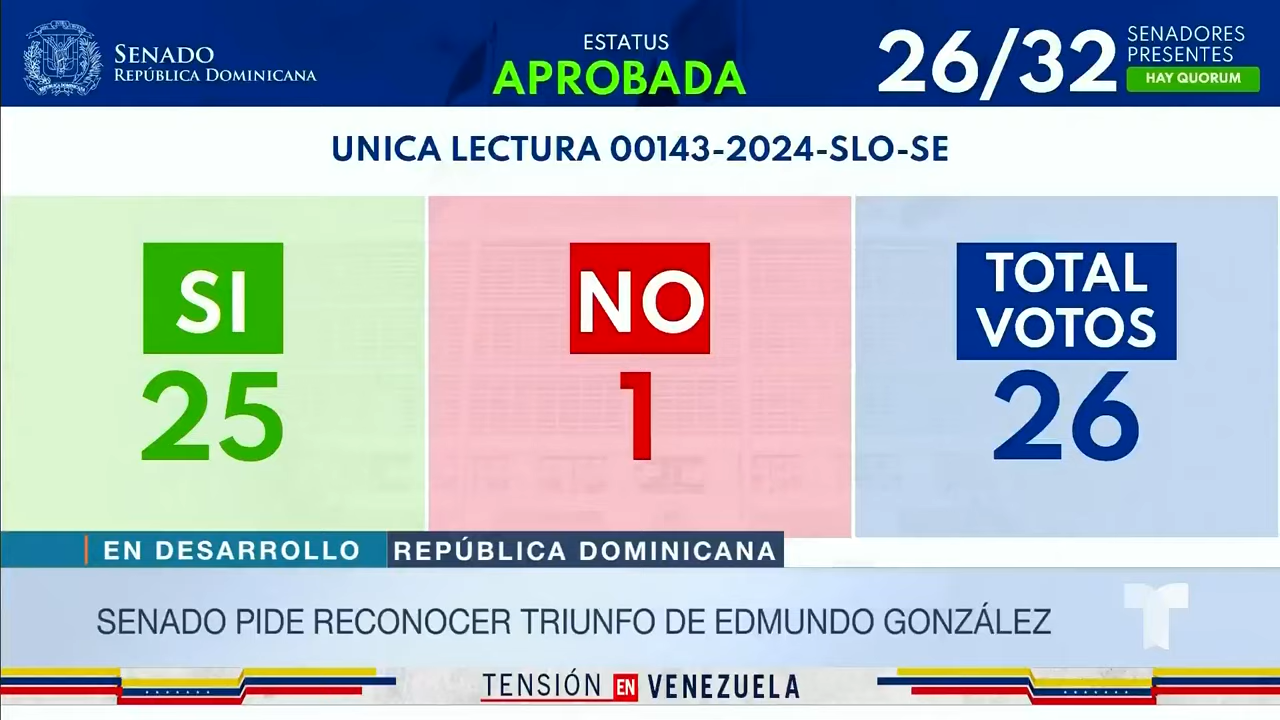 SENADO
REPÚBLICA DOMINICANA
ESTATUS
APROBADA
26/32
SENADORES
PRESENTES
HAY QUORUM
UNICA LECTURA 00143-2024-SLO-SE
SI
25
NO
1
TOTAL
VOTOS
26
EN DESARROLLO
REPÚBLICA DOMINICANA
SENADO PIDE RECONOCER TRIUNFO DE EDMUNDO GONZÁLEZ
T
TENSIÓN EN VENEZUELA